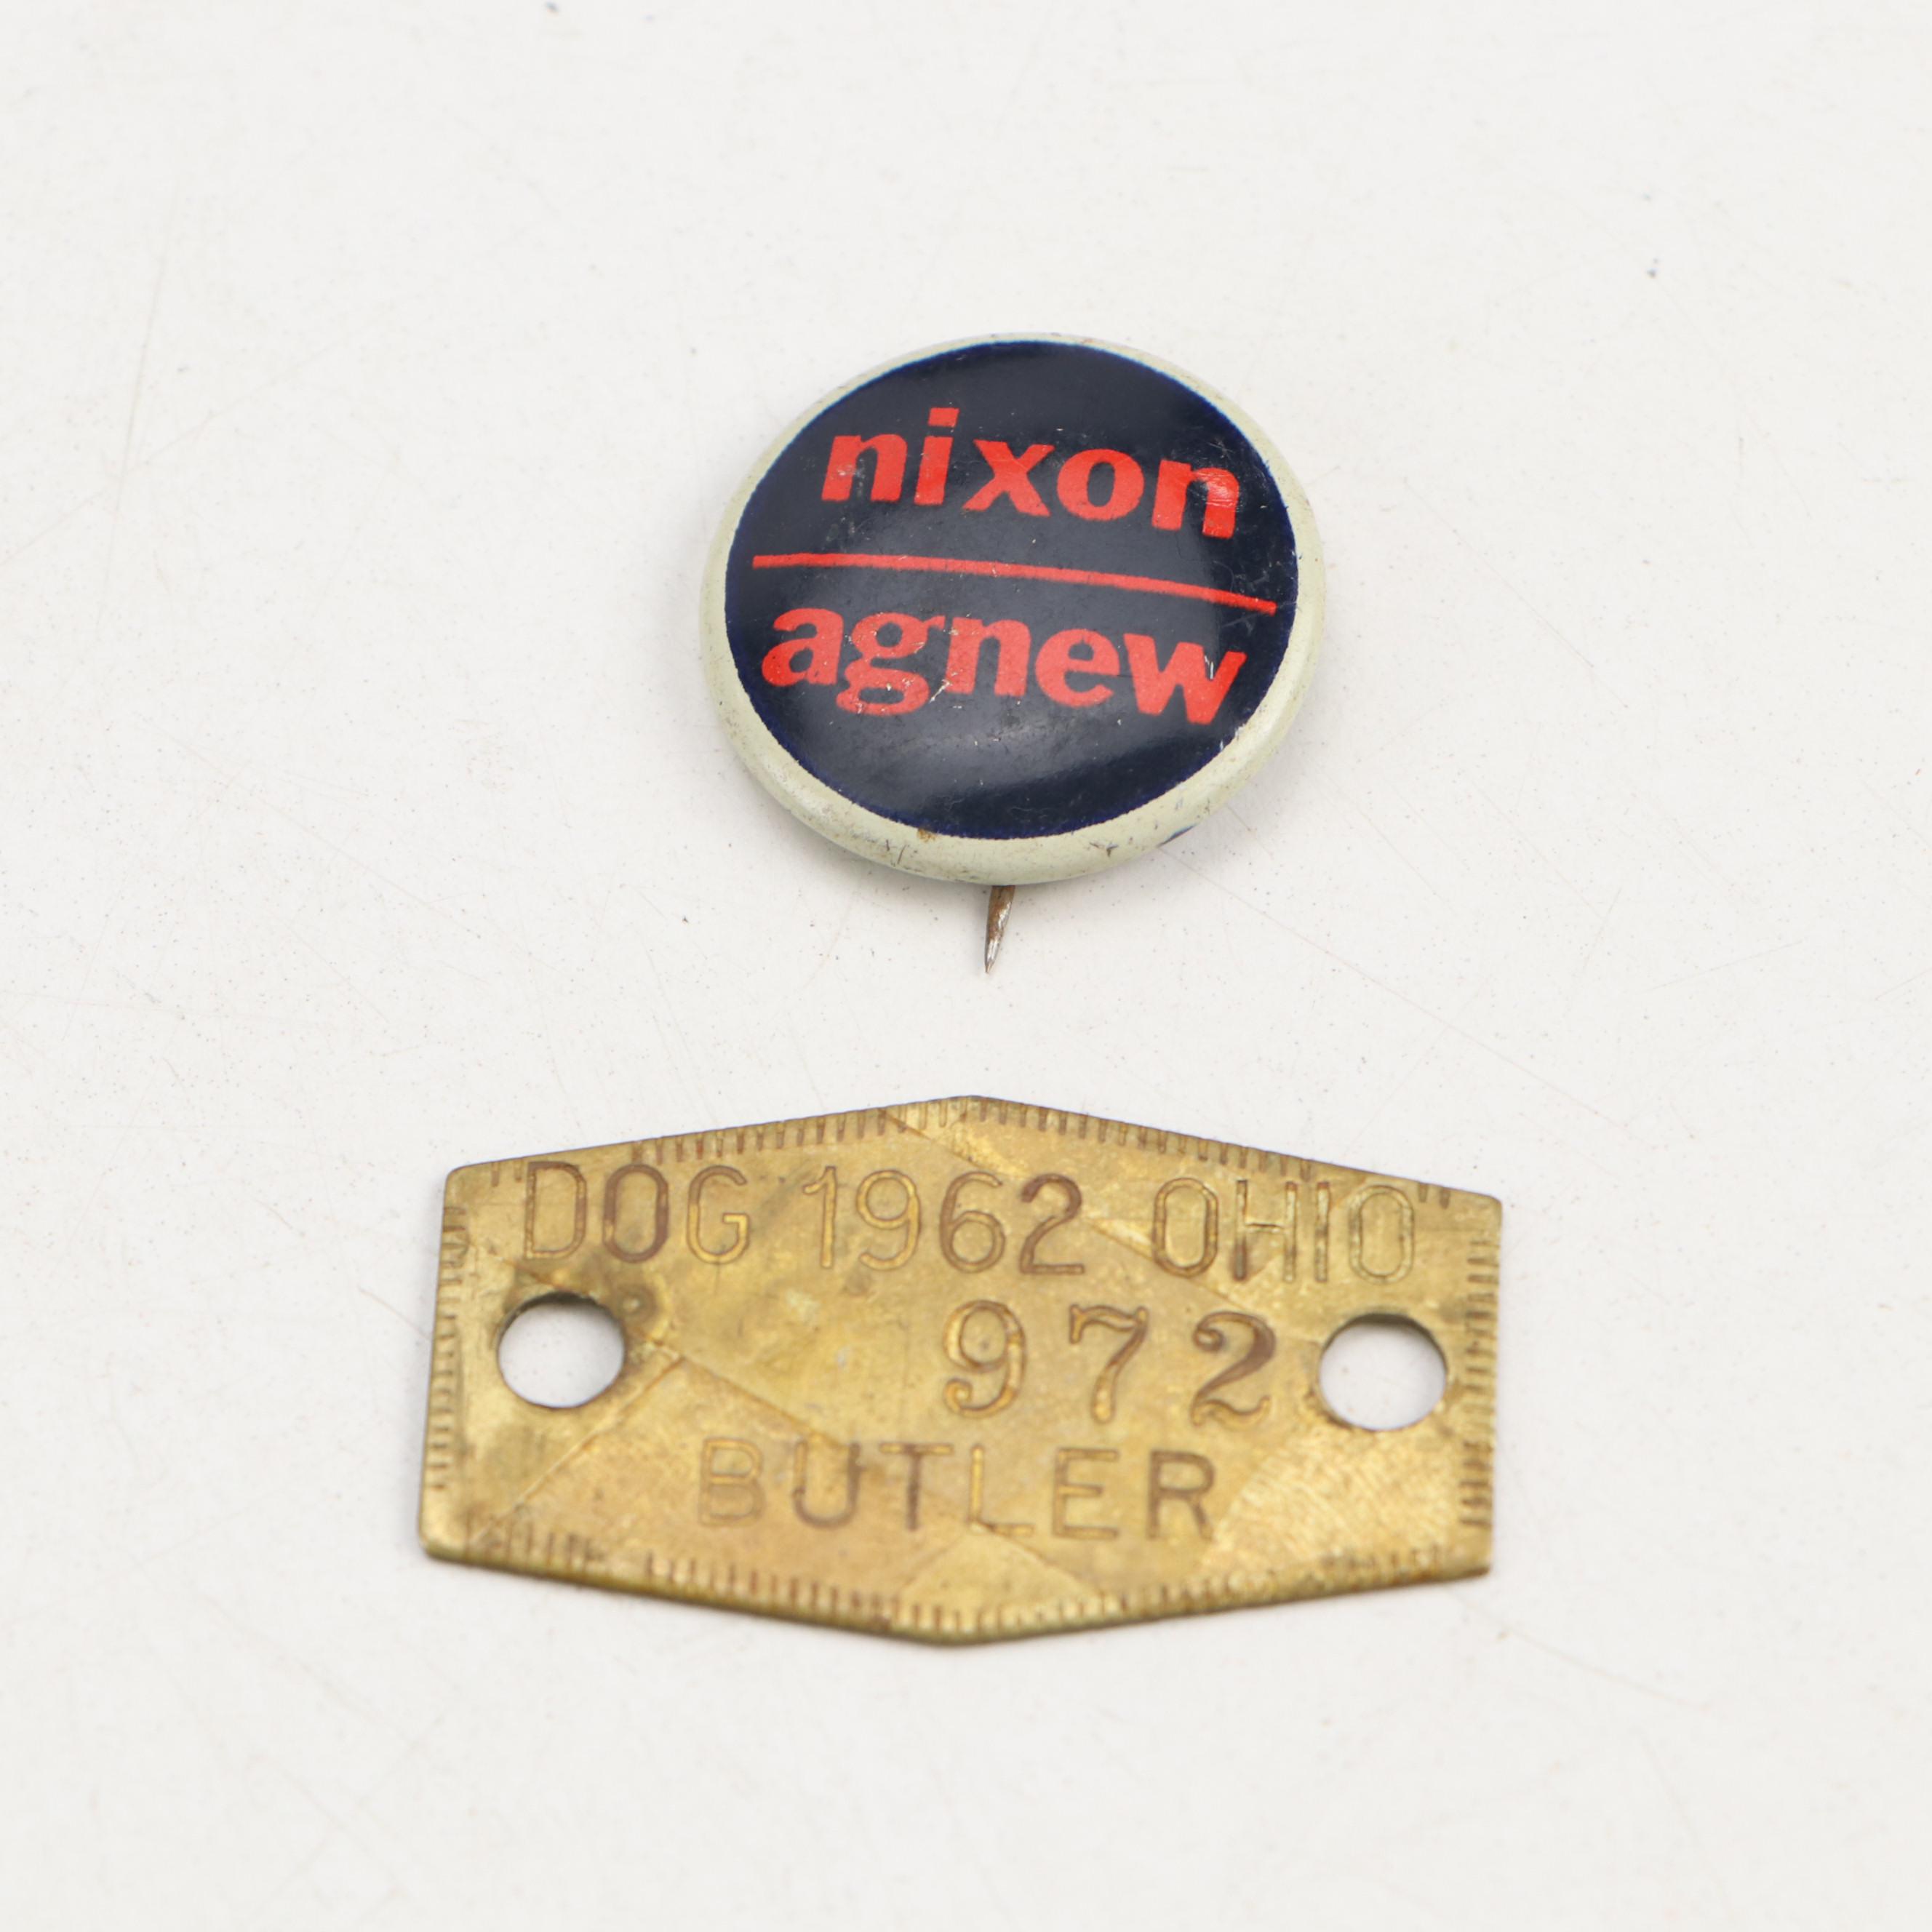 nixon
agnew
"DOG 1962 OHIO"
972
BUTLER